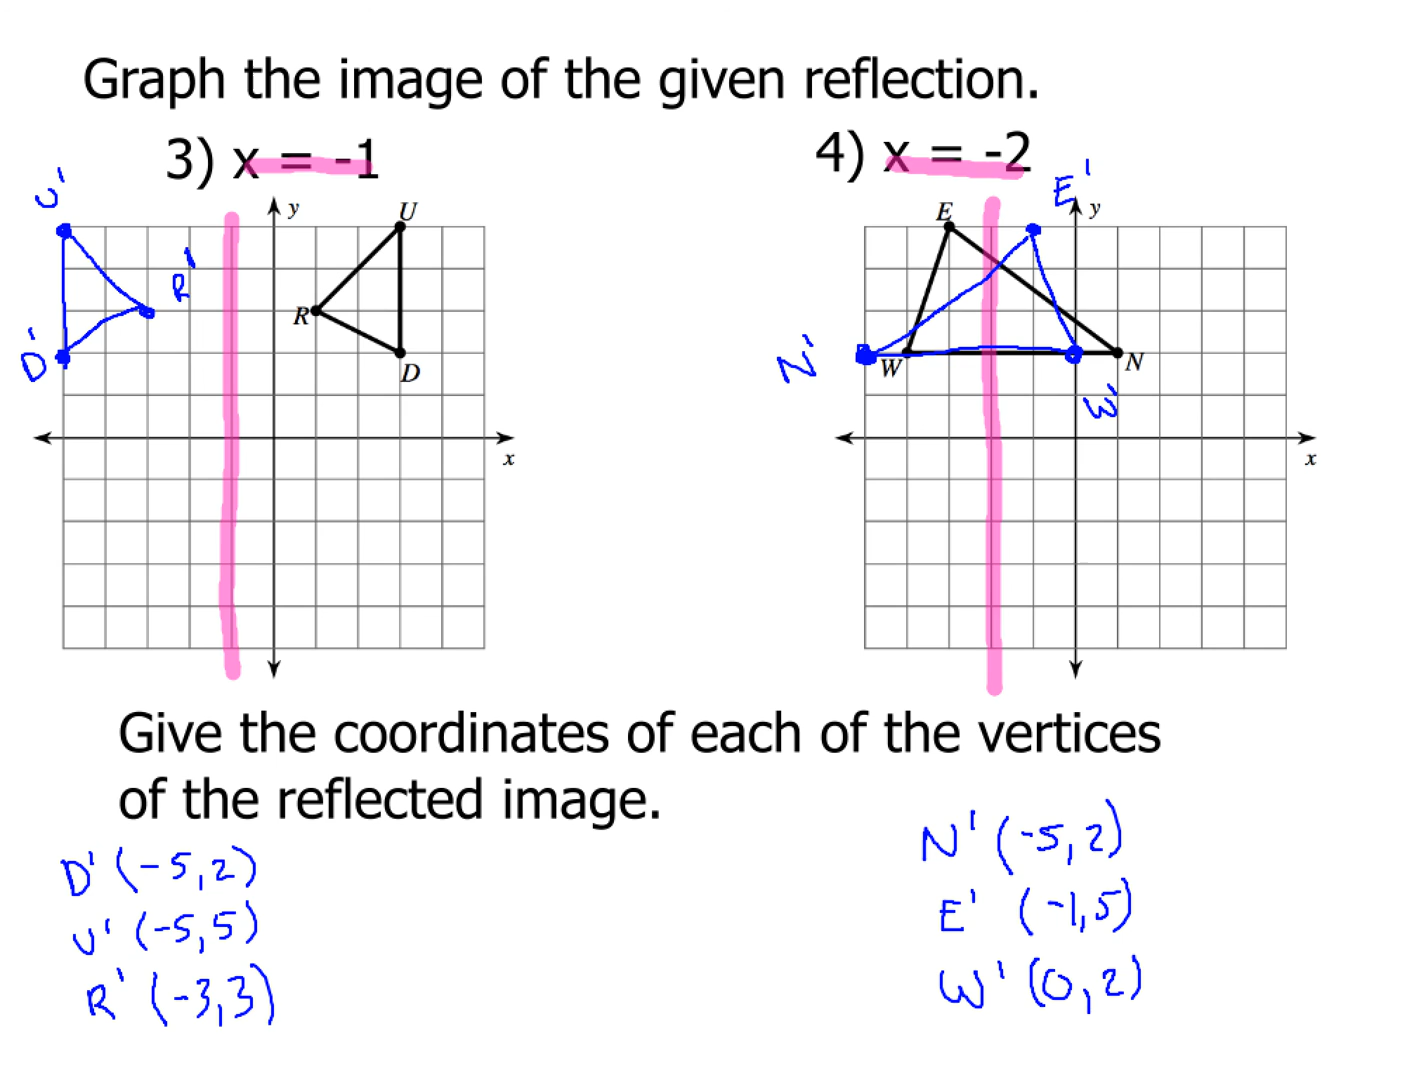 Graph the image of the given reflection.
3) x = -1
4) x = -2
U'
E'
y
U
E
y
R'
R
D'
D
N'
W
N
W'
x
x
Give the coordinates of each of the vertices
of the reflected image.
D' (-5,2)
U' (-5,5)
R' (-3,3)
N' (-5,2)
E' (-1,5)
W' (0,2)